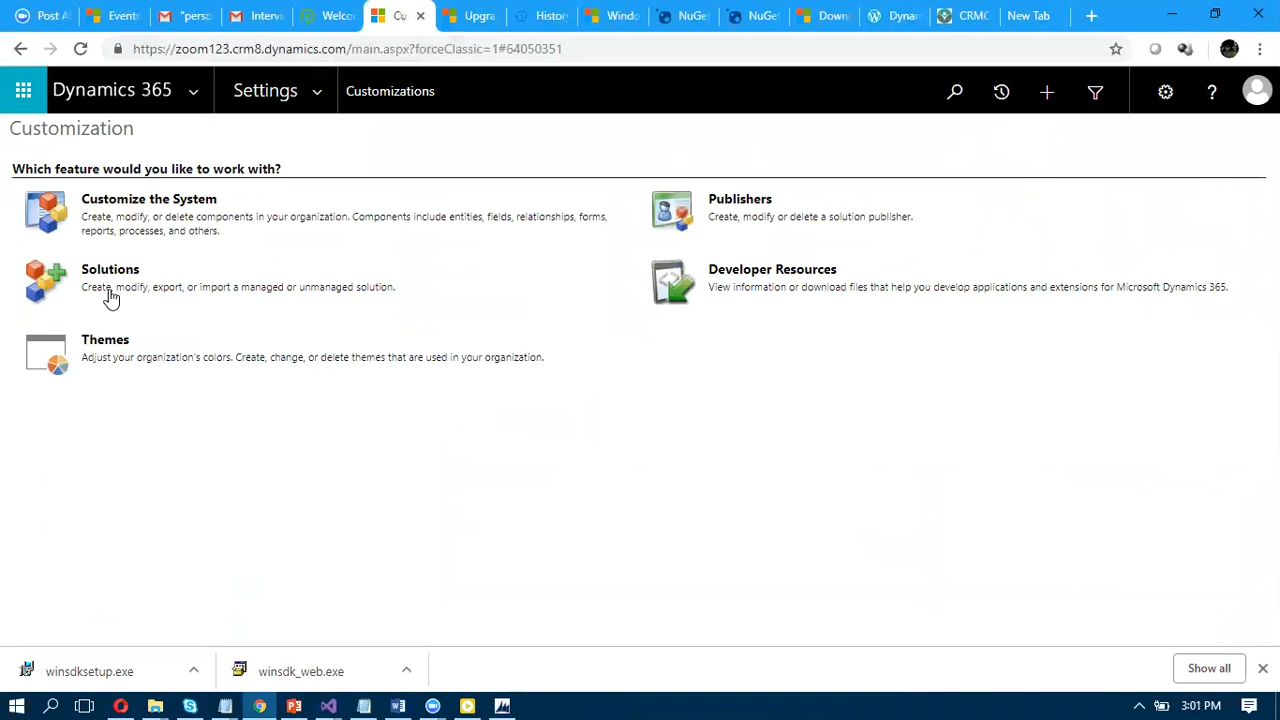 Post Al
Events
"perso
Intervi
Welco
Cu
Upgra
History
Windo
NuGe
NuGe
Downl
Dynar
CRMC
New Tab
https://zoom123.crm8.dynamics.com/main.aspx?forceClassic=1#64050351
Dynamics 365
Settings
Customizations
Customization
Which feature would you like to work with?
Customize the System
Create, modify, or delete components in your organization. Components include entities, fields, relationships, forms,
reports, processes, and others.
Publishers
Create, modify or delete a solution publisher.
Solutions
Create, modify, export, or import a managed or unmanaged solution.
Developer Resources
View information or download files that help you develop applications and extensions for Microsoft Dynamics 365.
Themes
Adjust your organization's colors. Create, change, or delete themes that are used in your organization.
winsdksetup.exe
winsdk_web.exe
Show all
3:01 PM